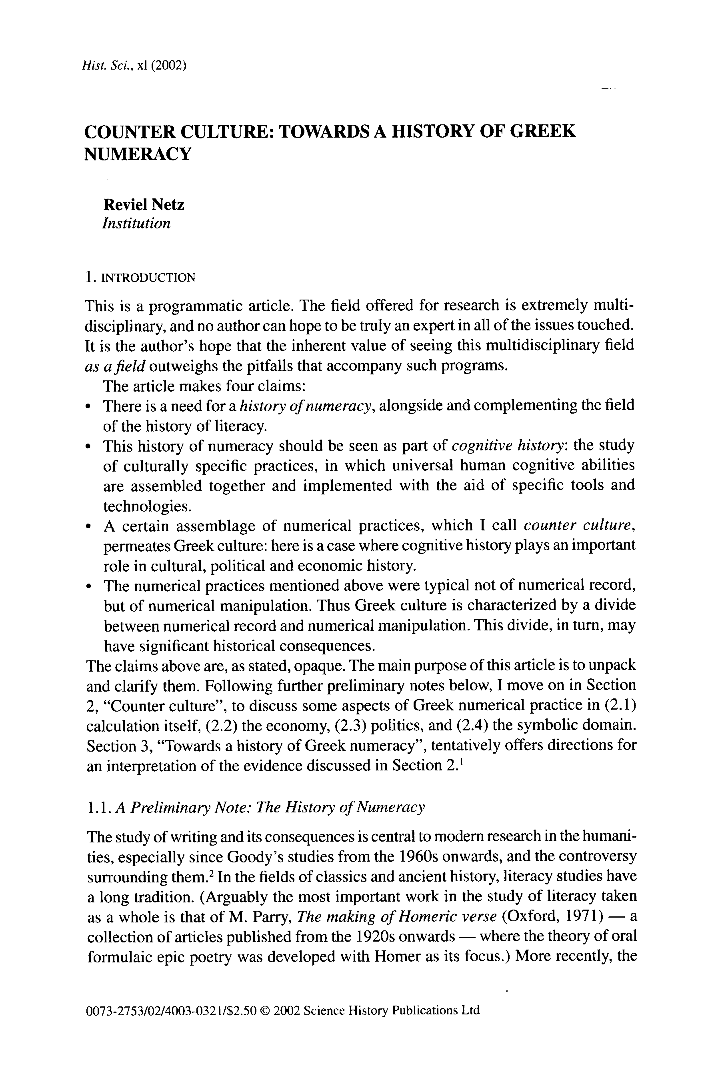 Hist. Sci., xl (2002)
COUNTER CULTURE: TOWARDS A HISTORY OF GREEK
NUMERACY
Reviel Netz
Institution
1. INTRODUCTION
This is a programmatic article. The field offered for research is extremely multi-
disciplinary, and no author can hope to be truly an expert in all of the issues touched.
It is the author's hope that the inherent value of seeing this multidisciplinary field
as a field outweighs the pitfalls that accompany such programs.
The article makes four claims:
• There is a need for a history of numeracy, alongside and complementing the field
of the history of literacy.
• This history of numeracy should be seen as part of cognitive history: the study
of culturally specific practices, in which universal human cognitive abilities
are assembled together and implemented with the aid of specific tools and
technologies.
• A certain assemblage of numerical practices, which I call counter culture,
permeates Greek culture: here is a case where cognitive history plays an important
role in cultural, political and economic history.
• The numerical practices mentioned above were typical not of numerical record,
but of numerical manipulation. Thus Greek culture is characterized by a divide
between numerical record and numerical manipulation. This divide, in turn, may
have significant historical consequences.
The claims above are, as stated, opaque. The main purpose of this article is to unpack
and clarify them. Following further preliminary notes below, I move on in Section
2, "Counter culture", to discuss some aspects of Greek numerical practice in (2.1)
calculation itself, (2.2) the economy, (2.3) politics, and (2.4) the symbolic domain.
Section 3, "Towards a history of Greek numeracy", tentatively offers directions for
an interpretation of the evidence discussed in Section 2.¹
1.1. A Preliminary Note: The History of Numeracy
The study of writing and its consequences is central to modern research in the humani-
ties, especially since Goody's studies from the 1960s onwards, and the controversy
surrounding them.² In the fields of classics and ancient history, literacy studies have
a long tradition. (Arguably the most important work in the study of literacy taken
as a whole is that of M. Parry, The making of Homeric verse (Oxford, 1971) — a
collection of articles published from the 1920s onwards — where the theory of oral
formulaic epic poetry was developed with Homer as its focus.) More recently, the
0073-2753/02/4003-0321/$2.50 © 2002 Science History Publications Ltd